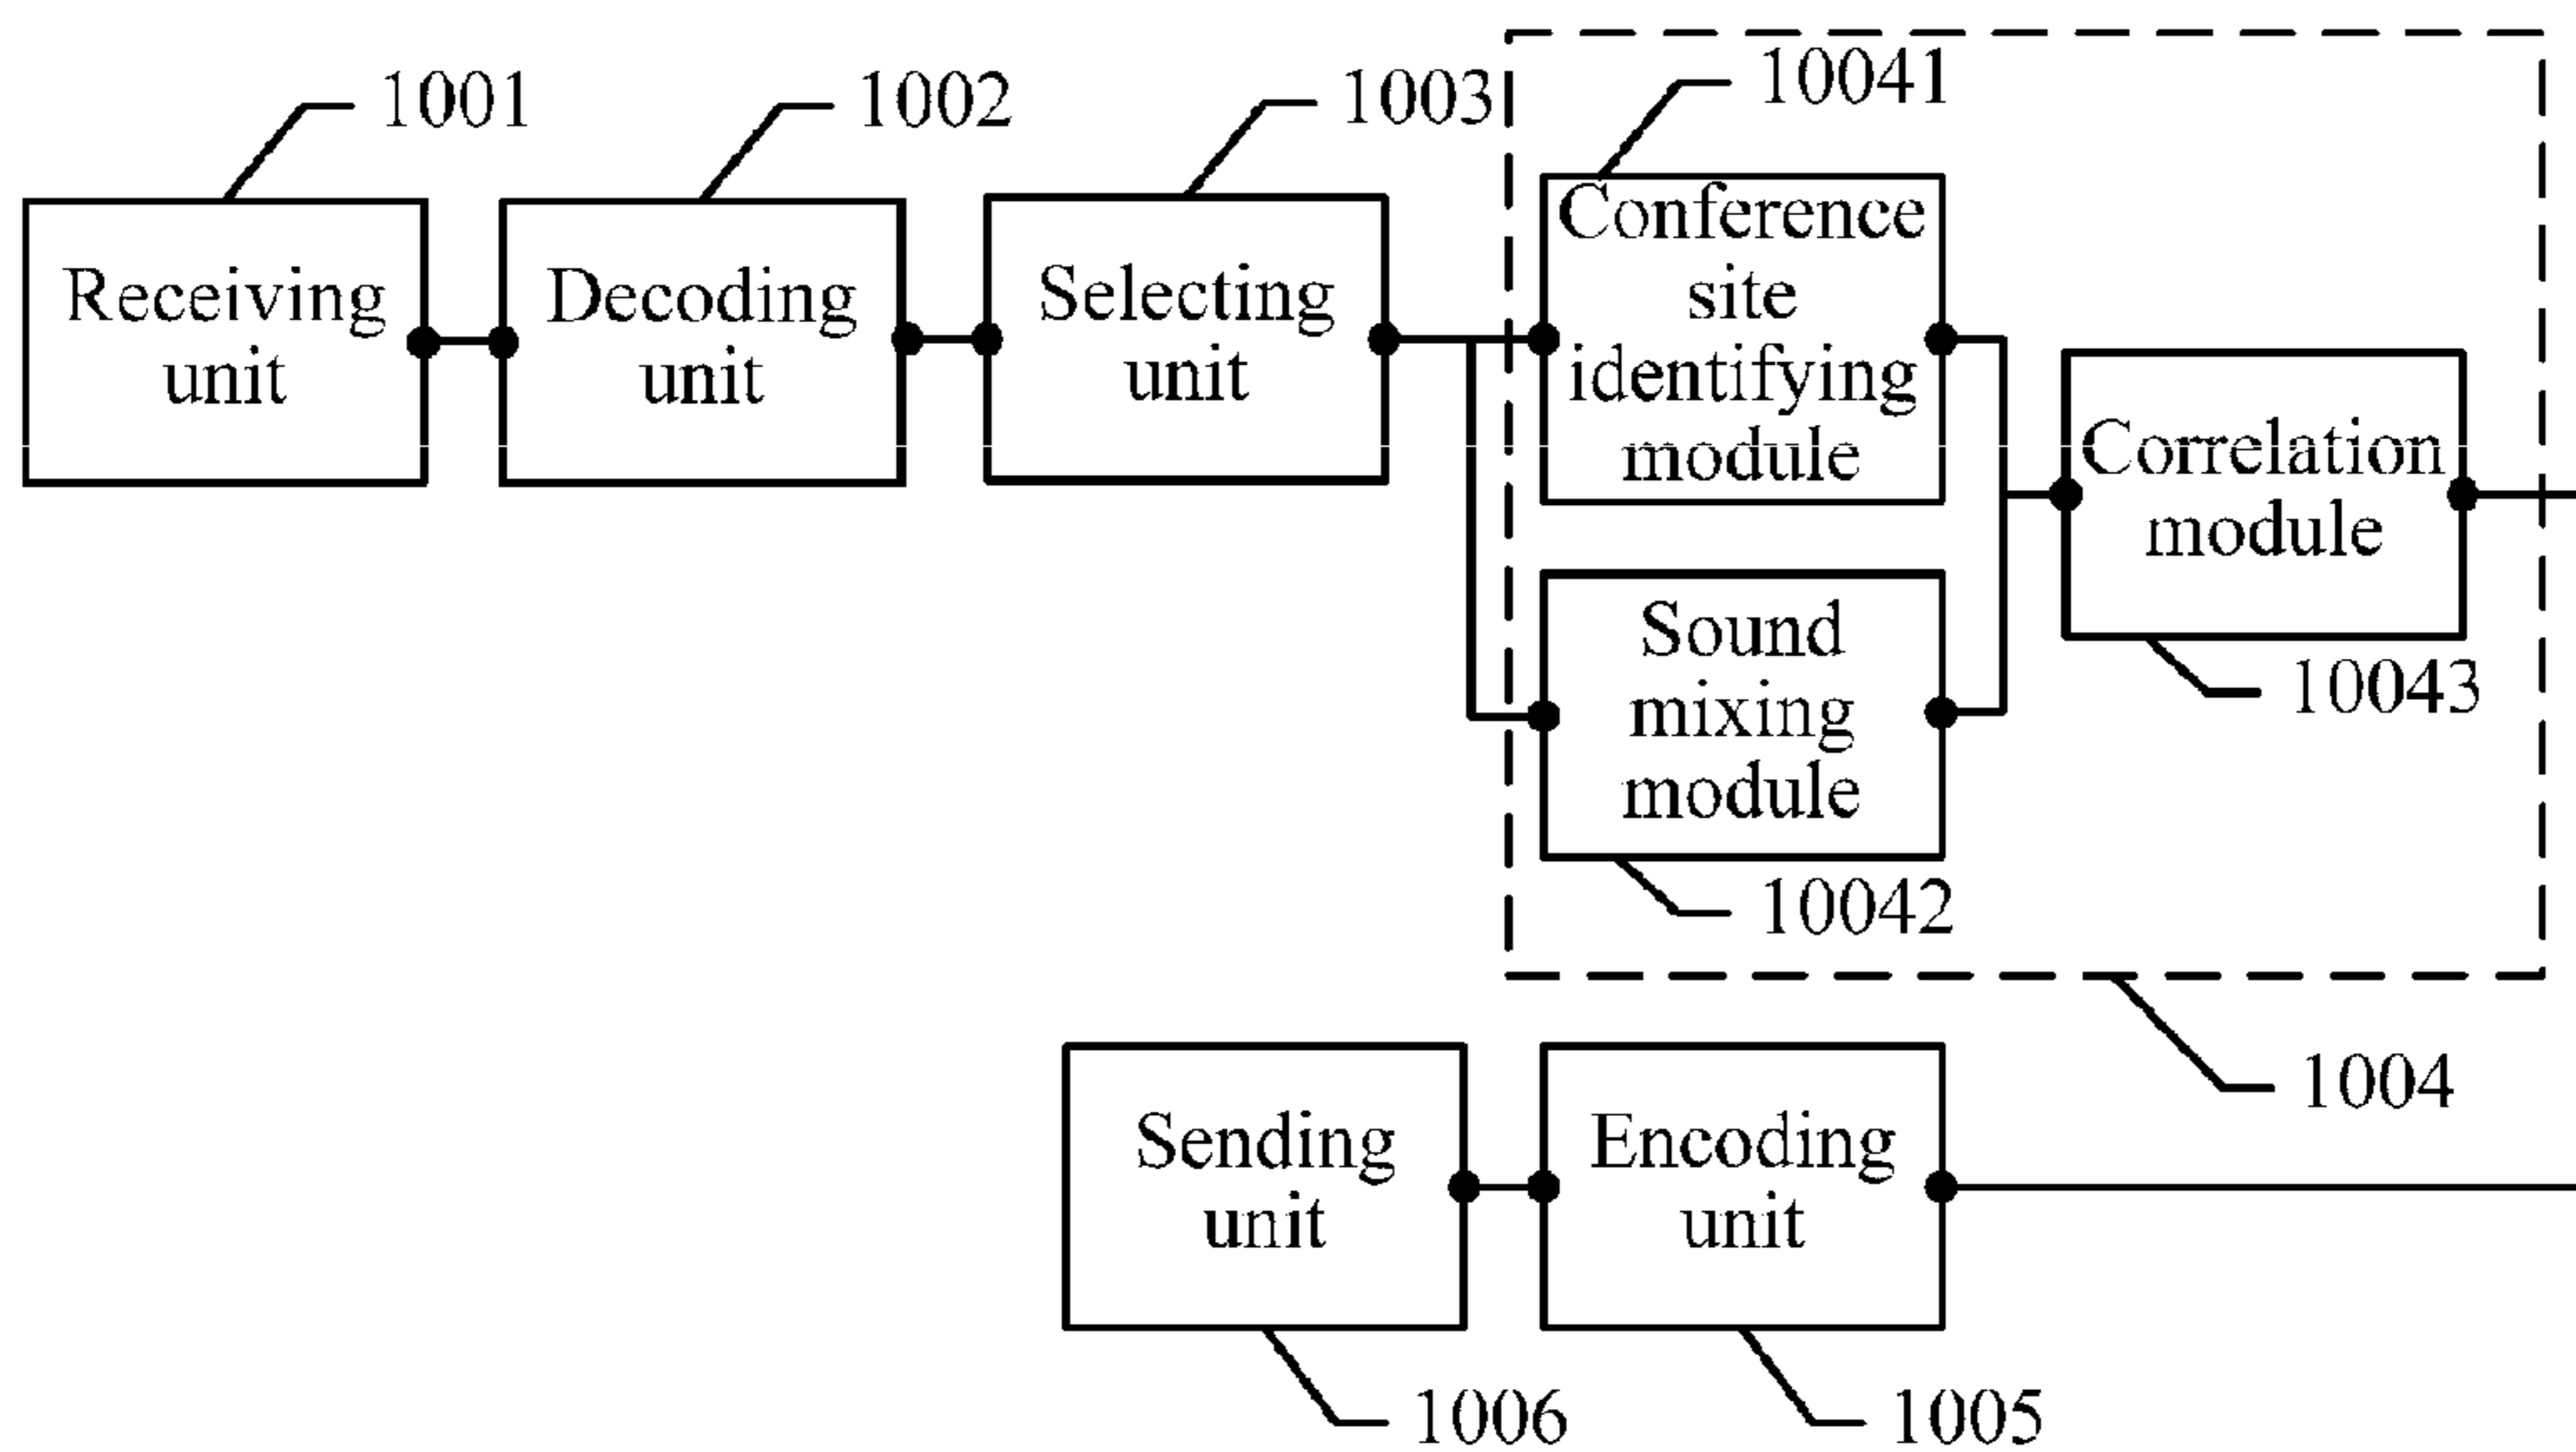 1001
1002
1003
10041
Receiving
unit
Decoding
unit
Selecting
unit
Conference
site
identifying
module
Correlation
module
10043
Sound
mixing
module
10042
1004
Sending
unit
Encoding
unit
1006
1005